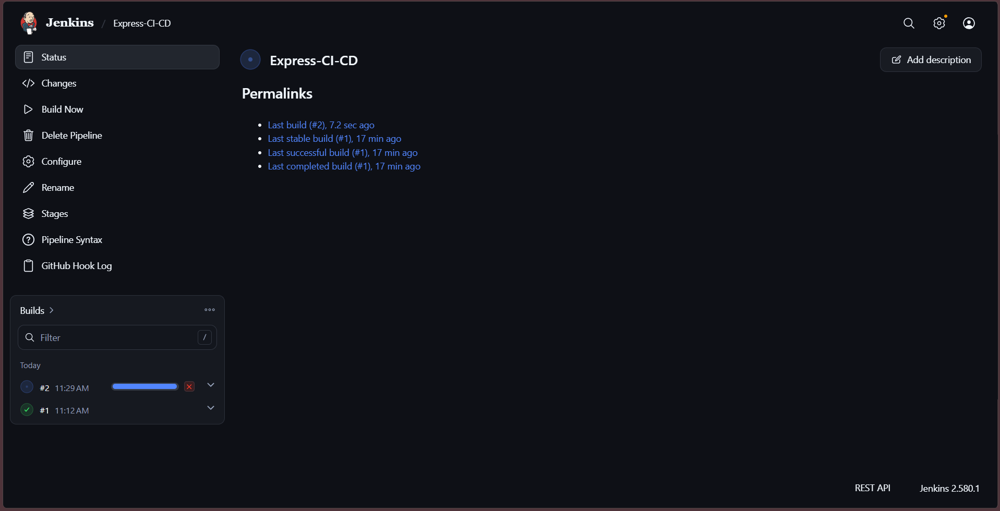 Jenkins / Express-CI-CD
Status
Changes
Build Now
Delete Pipeline
Configure
Rename
Stages
Pipeline Syntax
GitHub Hook Log
Builds
Filter /
Today
#2 11:29 AM
#1 11:12 AM
Express-CI-CD
Add description
Permalinks
Last build (#2), 7.2 sec ago
Last stable build (#1), 17 min ago
Last successful build (#1), 17 min ago
Last completed build (#1), 17 min ago
REST API
Jenkins 2.580.1